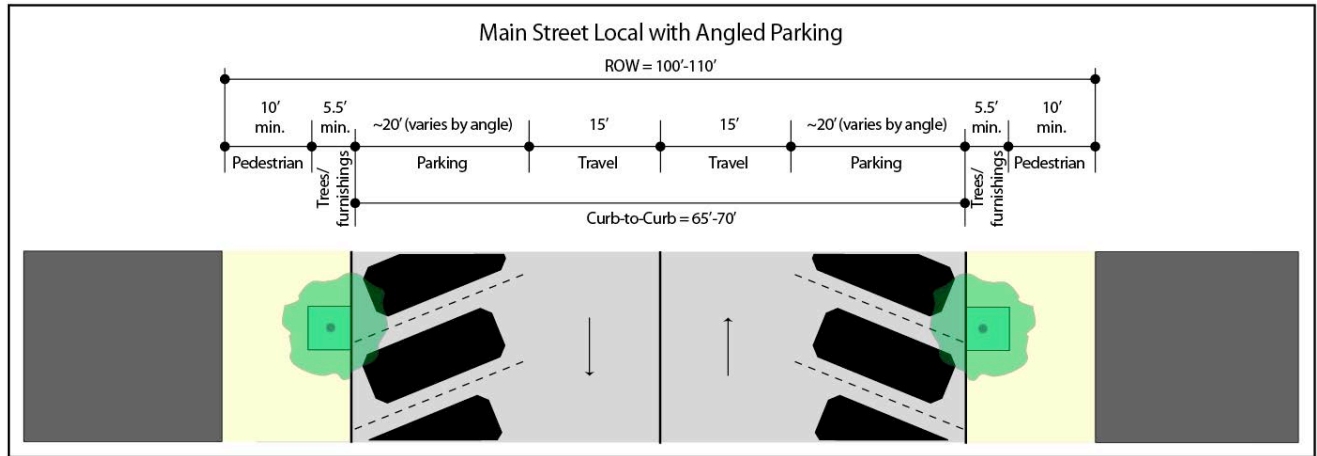 Main Street Local with Angled Parking
ROW = 100’-110’
10’
min.
5.5’
min.
~20’ (varies by angle)
15’
15’
~20’ (varies by angle)
5.5’
min.
10’
min.
Pedestrian
Trees/
furnishings
Parking
Travel
Travel
Parking
Trees/
furnishings
Pedestrian
Curb-to-Curb = 65’-70’